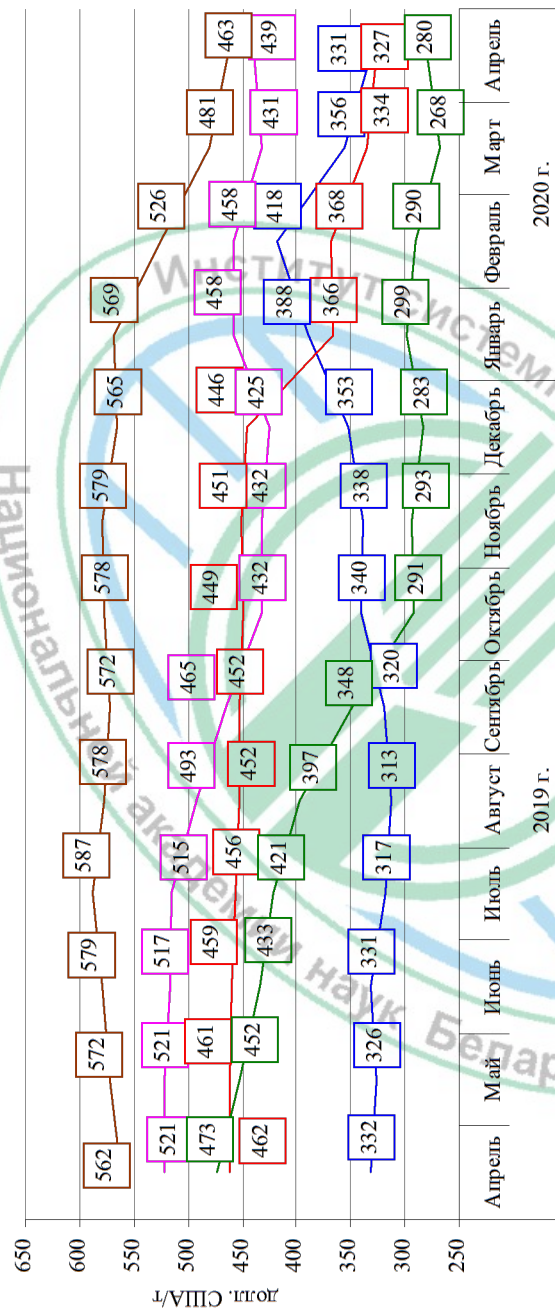 долл. США/т
650
600
550
500
450
400
350
300
250
562 572 579 587 578 572 578 579 565 569 526 481 463
521 521 517 515 493 465 432 432 425 458 458 431 439
473 452 433 421 397 348 291 293 283 299 290 268 280
462 461 459 456 452 452 449 451 446 366 368 334 327
332 326 331 317 313 320 340 338 353 388 418 356 331
Апрель Май Июнь Июль Август Сентябрь Октябрь Ноябрь Декабрь Январь Февраль Март Апрель
2019 г. 2020 г.
Институт систем
Национальной академии наук Белар